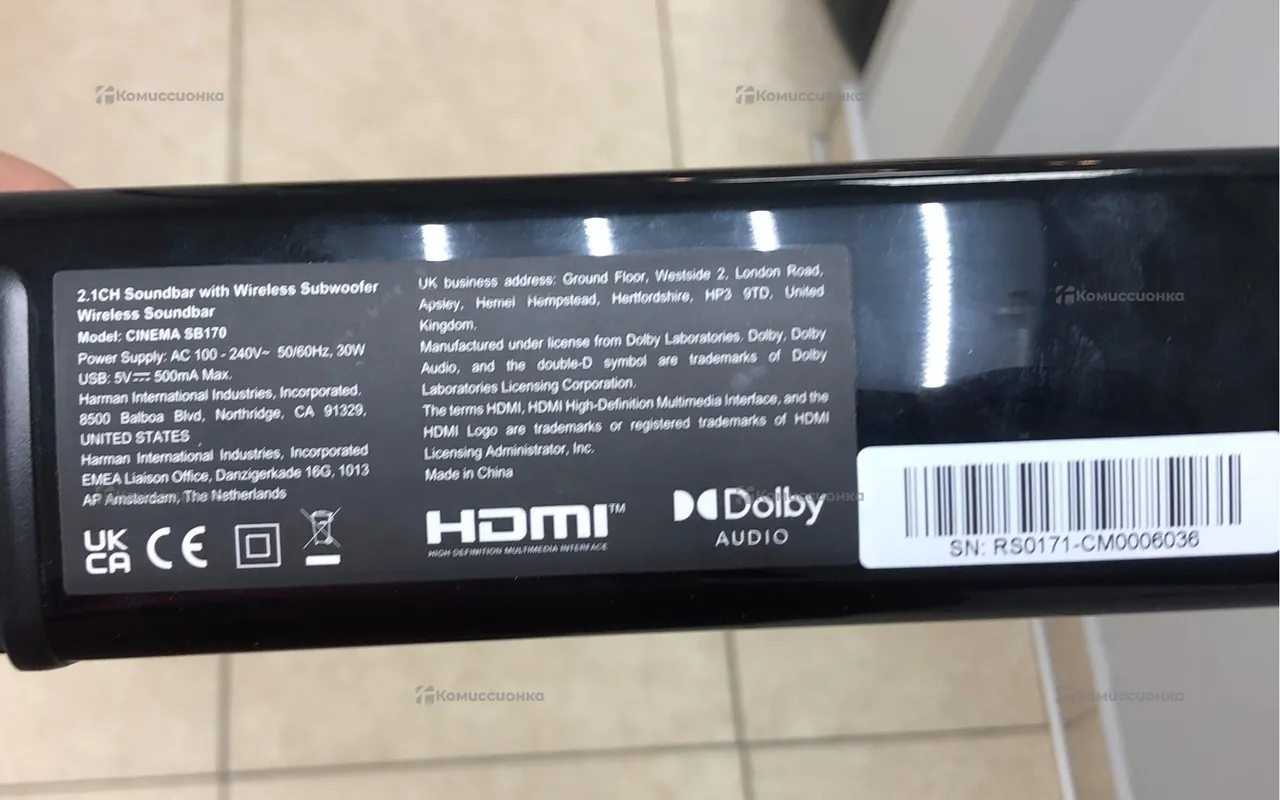 Комиссионка
Комиссионка
2.1CH Soundbar with Wireless Subwoofer
Wireless Soundbar
Model: CINEMA SB170
Power Supply: AC 100 - 240V~ 50/60Hz, 30W
USB: 5V⎓ 500mA Max.
Harman International Industries, Incorporated.
8500 Balboa Blvd, Northridge, CA 91329,
UNITED STATES
Harman International Industries, Incorporated
EMEA Liaison Office, Danzigerkade 16G, 1013
AP Amsterdam, The Netherlands
UK
CA
CE
UK business address: Ground Floor, Westside 2, London Road,
Apsley, Hemel Hempstead, Hertfordshire, HP3 9TD, United
Kingdom.
Manufactured under license from Dolby Laboratories. Dolby, Dolby
Audio, and the double-D symbol are trademarks of Dolby
Laboratories Licensing Corporation.
The terms HDMI, HDMI High-Definition Multimedia Interface, and the
HDMI Logo are trademarks or registered trademarks of HDMI
Licensing Administrator, Inc.
Made in China
HDMI™
HIGH DEFINITION MULTIMEDIA INTERFACE
Dolby
AUDIO
Комиссионка
SN: RS0171-CM0006036
Комиссионка
Комиссионка
Комиссионка
Комиссионка